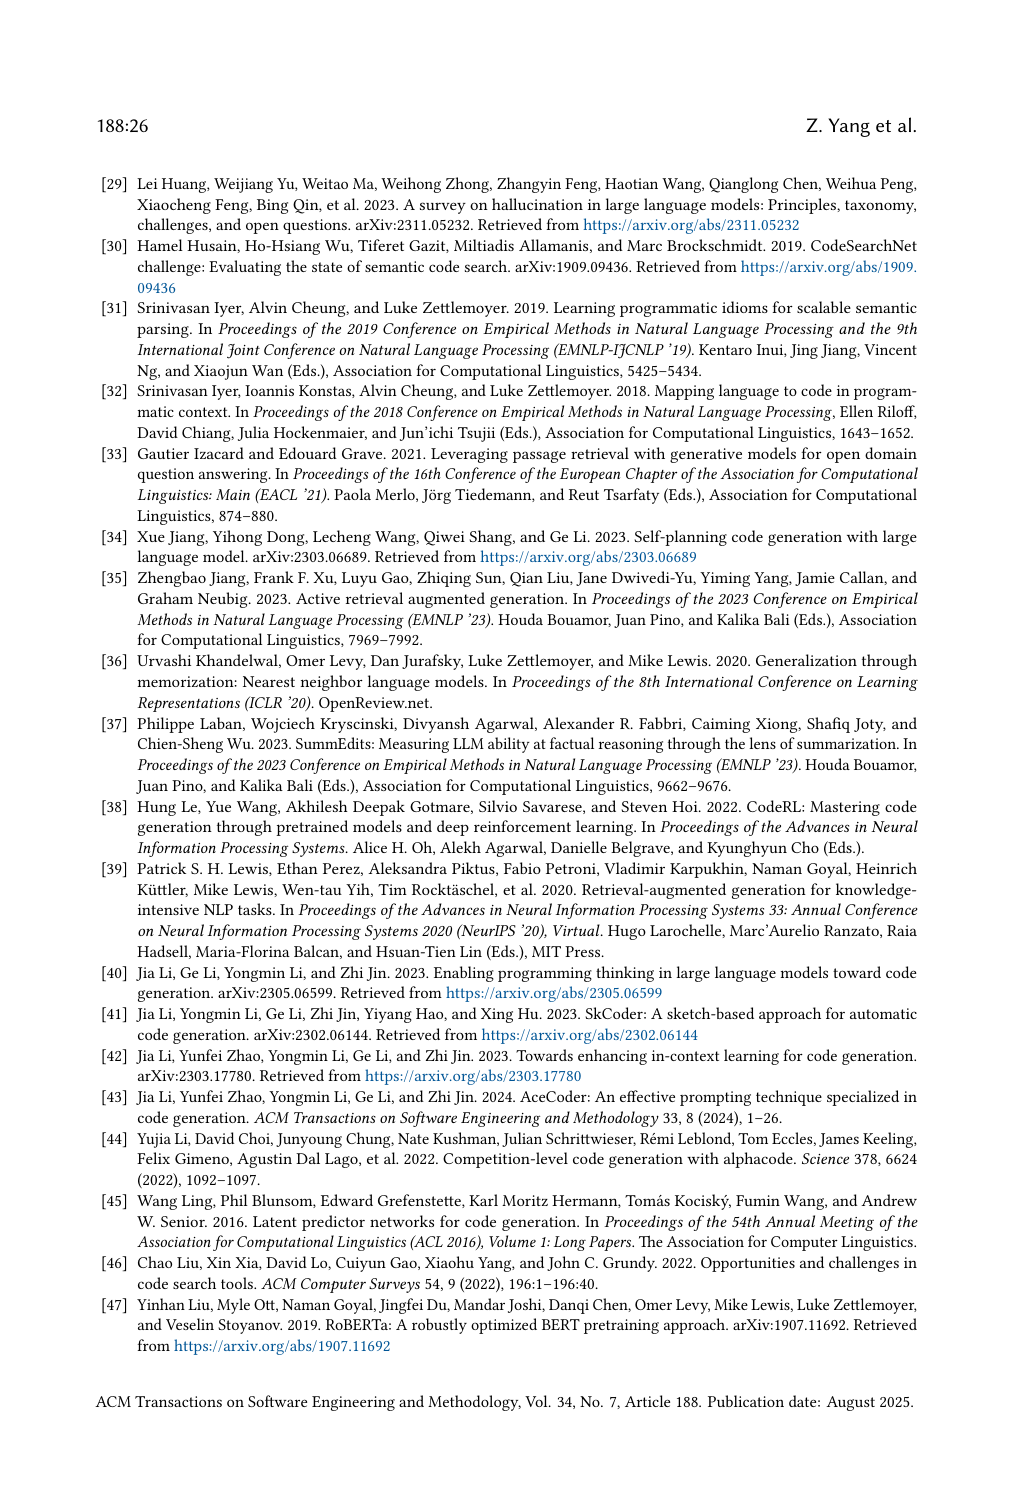 188:26
Z. Yang et al.
[29] Lei Huang, Weijiang Yu, Weitao Ma, Weihong Zhong, Zhangyin Feng, Haotian Wang, Qianglong Chen, Weihua Peng,
Xiaocheng Feng, Bing Qin, et al. 2023. A survey on hallucination in large language models: Principles, taxonomy,
challenges, and open questions. arXiv:2311.05232. Retrieved from https://arxiv.org/abs/2311.05232
[30] Hamel Husain, Ho-Hsiang Wu, Tiferet Gazit, Miltiadis Allamanis, and Marc Brockschmidt. 2019. CodeSearchNet
challenge: Evaluating the state of semantic code search. arXiv:1909.09436. Retrieved from https://arxiv.org/abs/1909.
09436
[31] Srinivasan Iyer, Alvin Cheung, and Luke Zettlemoyer. 2019. Learning programmatic idioms for scalable semantic
parsing. In Proceedings of the 2019 Conference on Empirical Methods in Natural Language Processing and the 9th
International Joint Conference on Natural Language Processing (EMNLP-IJCNLP ’19). Kentaro Inui, Jing Jiang, Vincent
Ng, and Xiaojun Wan (Eds.), Association for Computational Linguistics, 5425–5434.
[32] Srinivasan Iyer, Ioannis Konstas, Alvin Cheung, and Luke Zettlemoyer. 2018. Mapping language to code in program-
matic context. In Proceedings of the 2018 Conference on Empirical Methods in Natural Language Processing, Ellen Riloff,
David Chiang, Julia Hockenmaier, and Jun’ichi Tsujii (Eds.), Association for Computational Linguistics, 1643–1652.
[33] Gautier Izacard and Edouard Grave. 2021. Leveraging passage retrieval with generative models for open domain
question answering. In Proceedings of the 16th Conference of the European Chapter of the Association for Computational
Linguistics: Main (EACL ’21). Paola Merlo, Jörg Tiedemann, and Reut Tsarfaty (Eds.), Association for Computational
Linguistics, 874–880.
[34] Xue Jiang, Yihong Dong, Lecheng Wang, Qiwei Shang, and Ge Li. 2023. Self-planning code generation with large
language model. arXiv:2303.06689. Retrieved from https://arxiv.org/abs/2303.06689
[35] Zhengbao Jiang, Frank F. Xu, Luyu Gao, Zhiqing Sun, Qian Liu, Jane Dwivedi-Yu, Yiming Yang, Jamie Callan, and
Graham Neubig. 2023. Active retrieval augmented generation. In Proceedings of the 2023 Conference on Empirical
Methods in Natural Language Processing (EMNLP ’23). Houda Bouamor, Juan Pino, and Kalika Bali (Eds.), Association
for Computational Linguistics, 7969–7992.
[36] Urvashi Khandelwal, Omer Levy, Dan Jurafsky, Luke Zettlemoyer, and Mike Lewis. 2020. Generalization through
memorization: Nearest neighbor language models. In Proceedings of the 8th International Conference on Learning
Representations (ICLR ’20). OpenReview.net.
[37] Philippe Laban, Wojciech Kryscinski, Divyansh Agarwal, Alexander R. Fabbri, Caiming Xiong, Shafiq Joty, and
Chien-Sheng Wu. 2023. SummEdits: Measuring LLM ability at factual reasoning through the lens of summarization. In
Proceedings of the 2023 Conference on Empirical Methods in Natural Language Processing (EMNLP ’23). Houda Bouamor,
Juan Pino, and Kalika Bali (Eds.), Association for Computational Linguistics, 9662–9676.
[38] Hung Le, Yue Wang, Akhilesh Deepak Gotmare, Silvio Savarese, and Steven Hoi. 2022. CodeRL: Mastering code
generation through pretrained models and deep reinforcement learning. In Proceedings of the Advances in Neural
Information Processing Systems. Alice H. Oh, Alekh Agarwal, Danielle Belgrave, and Kyunghyun Cho (Eds.).
[39] Patrick S. H. Lewis, Ethan Perez, Aleksandra Piktus, Fabio Petroni, Vladimir Karpukhin, Naman Goyal, Heinrich
Küttler, Mike Lewis, Wen-tau Yih, Tim Rocktäschel, et al. 2020. Retrieval-augmented generation for knowledge-
intensive NLP tasks. In Proceedings of the Advances in Neural Information Processing Systems 33: Annual Conference
on Neural Information Processing Systems 2020 (NeurIPS ’20), Virtual. Hugo Larochelle, Marc’Aurelio Ranzato, Raia
Hadsell, Maria-Florina Balcan, and Hsuan-Tien Lin (Eds.), MIT Press.
[40] Jia Li, Ge Li, Yongmin Li, and Zhi Jin. 2023. Enabling programming thinking in large language models toward code
generation. arXiv:2305.06599. Retrieved from https://arxiv.org/abs/2305.06599
[41] Jia Li, Yongmin Li, Ge Li, Zhi Jin, Yiyang Hao, and Xing Hu. 2023. SkCoder: A sketch-based approach for automatic
code generation. arXiv:2302.06144. Retrieved from https://arxiv.org/abs/2302.06144
[42] Jia Li, Yunfei Zhao, Yongmin Li, Ge Li, and Zhi Jin. 2023. Towards enhancing in-context learning for code generation.
arXiv:2303.17780. Retrieved from https://arxiv.org/abs/2303.17780
[43] Jia Li, Yunfei Zhao, Yongmin Li, Ge Li, and Zhi Jin. 2024. AceCoder: An effective prompting technique specialized in
code generation. ACM Transactions on Software Engineering and Methodology 33, 8 (2024), 1–26.
[44] Yujia Li, David Choi, Junyoung Chung, Nate Kushman, Julian Schrittwieser, Rémi Leblond, Tom Eccles, James Keeling,
Felix Gimeno, Agustin Dal Lago, et al. 2022. Competition-level code generation with alphacode. Science 378, 6624
(2022), 1092–1097.
[45] Wang Ling, Phil Blunsom, Edward Grefenstette, Karl Moritz Hermann, Tomás Kociský, Fumin Wang, and Andrew
W. Senior. 2016. Latent predictor networks for code generation. In Proceedings of the 54th Annual Meeting of the
Association for Computational Linguistics (ACL 2016), Volume 1: Long Papers. The Association for Computer Linguistics.
[46] Chao Liu, Xin Xia, David Lo, Cuiyun Gao, Xiaohu Yang, and John C. Grundy. 2022. Opportunities and challenges in
code search tools. ACM Computer Surveys 54, 9 (2022), 196:1–196:40.
[47] Yinhan Liu, Myle Ott, Naman Goyal, Jingfei Du, Mandar Joshi, Danqi Chen, Omer Levy, Mike Lewis, Luke Zettlemoyer,
and Veselin Stoyanov. 2019. RoBERTa: A robustly optimized BERT pretraining approach. arXiv:1907.11692. Retrieved
from https://arxiv.org/abs/1907.11692
ACM Transactions on Software Engineering and Methodology, Vol. 34, No. 7, Article 188. Publication date: August 2025.